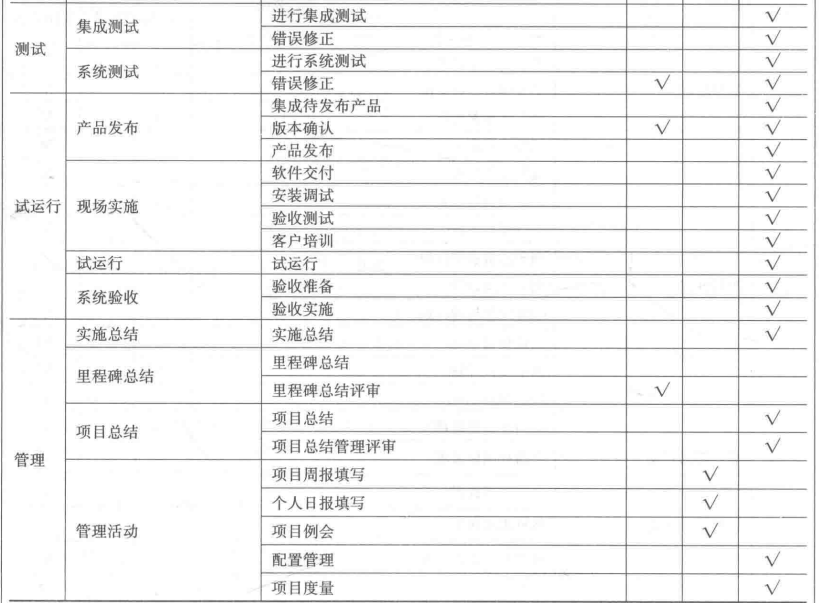 测试 集成测试 进行集成测试 √
错误修正 √
系统测试 进行系统测试 √
错误修正 √ √
试运行 产品发布 集成待发布产品 √
版本确认 √ √
产品发布 √
现场实施 软件交付 √
安装调试 √
验收测试 √
客户培训 √
试运行 试运行 √
系统验收 验收准备 √
验收实施 √
管理 实施总结 实施总结 √
里程碑总结 里程碑总结
里程碑总结评审 √
项目总结 项目总结 √
项目总结管理评审 √
管理活动 项目周报填写 √
个人日报填写 √
项目例会 √
配置管理 √
项目度量 √